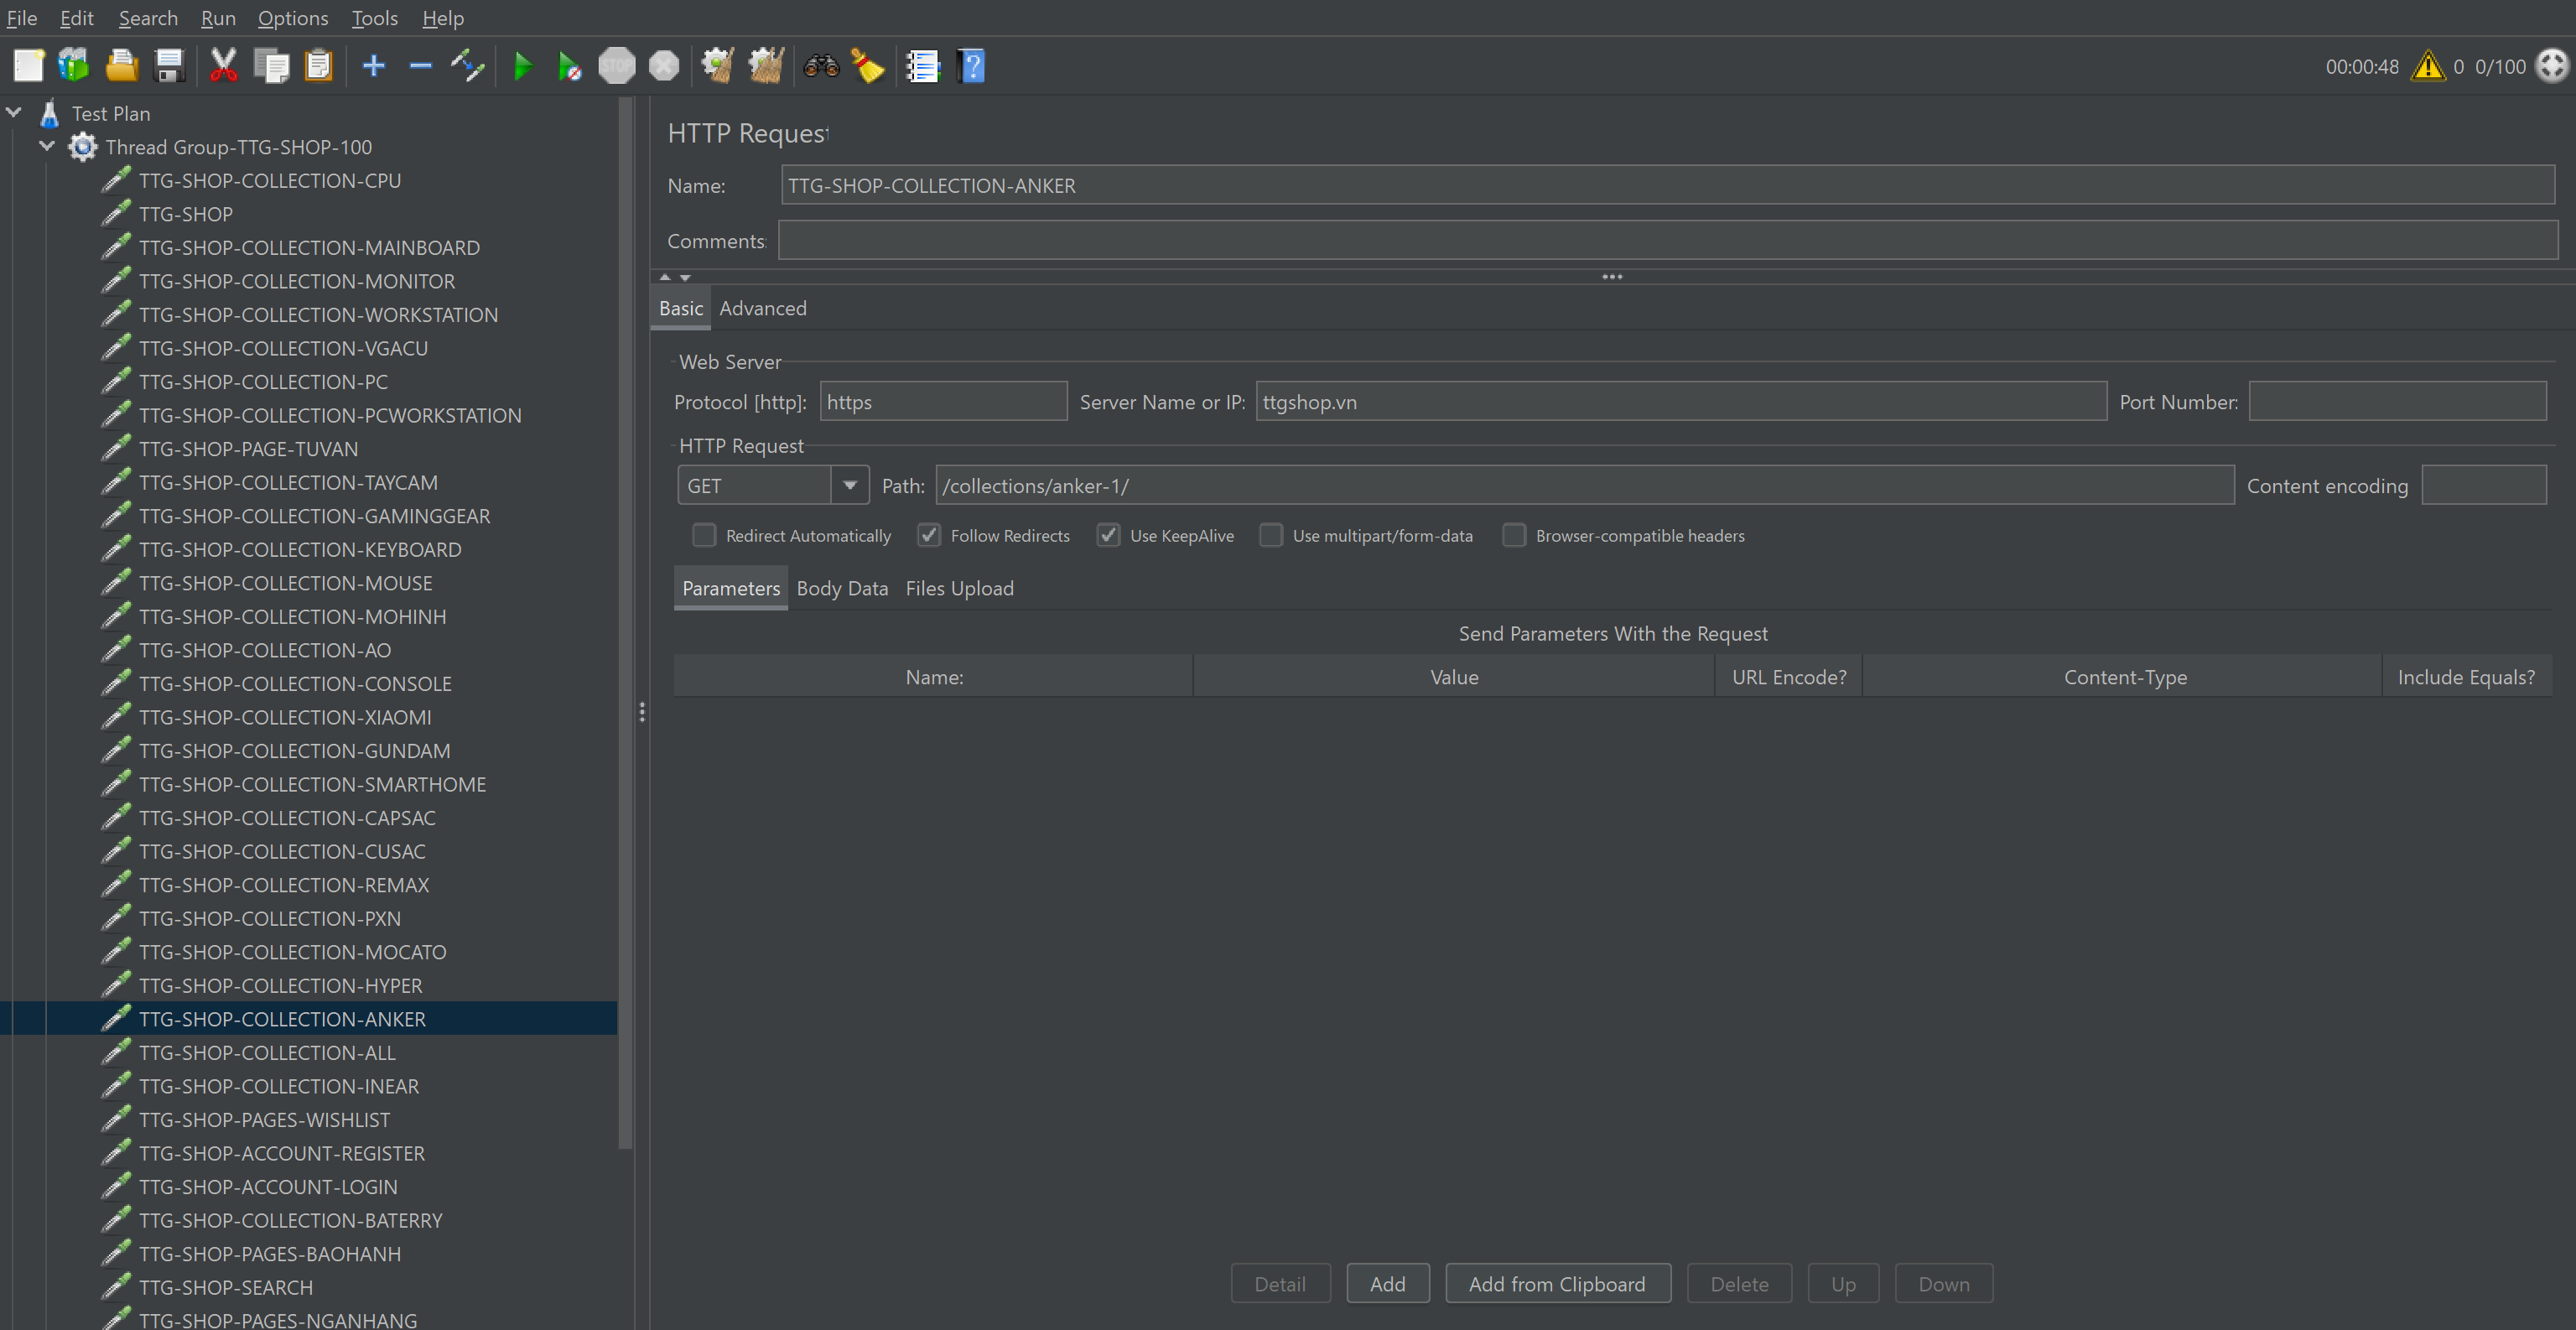 File Edit Search Run Options Tools Help
STOP
00:00:48 0 0/100
Test Plan
Thread Group-TTG-SHOP-100
TTG-SHOP-COLLECTION-CPU
TTG-SHOP
TTG-SHOP-COLLECTION-MAINBOARD
TTG-SHOP-COLLECTION-MONITOR
TTG-SHOP-COLLECTION-WORKSTATION
TTG-SHOP-COLLECTION-VGACU
TTG-SHOP-COLLECTION-PC
TTG-SHOP-COLLECTION-PCWORKSTATION
TTG-SHOP-PAGE-TUVAN
TTG-SHOP-COLLECTION-TAYCAM
TTG-SHOP-COLLECTION-GAMINGGEAR
TTG-SHOP-COLLECTION-KEYBOARD
TTG-SHOP-COLLECTION-MOUSE
TTG-SHOP-COLLECTION-MOHINH
TTG-SHOP-COLLECTION-AO
TTG-SHOP-COLLECTION-CONSOLE
TTG-SHOP-COLLECTION-XIAOMI
TTG-SHOP-COLLECTION-GUNDAM
TTG-SHOP-COLLECTION-SMARTHOME
TTG-SHOP-COLLECTION-CAPSAC
TTG-SHOP-COLLECTION-CUSAC
TTG-SHOP-COLLECTION-REMAX
TTG-SHOP-COLLECTION-PXN
TTG-SHOP-COLLECTION-MOCATO
TTG-SHOP-COLLECTION-HYPER
TTG-SHOP-COLLECTION-ANKER
TTG-SHOP-COLLECTION-ALL
TTG-SHOP-COLLECTION-INEAR
TTG-SHOP-PAGES-WISHLIST
TTG-SHOP-ACCOUNT-REGISTER
TTG-SHOP-ACCOUNT-LOGIN
TTG-SHOP-COLLECTION-BATERRY
TTG-SHOP-PAGES-BAOHANH
TTG-SHOP-SEARCH
TTG-SHOP-PAGES-NGANHANG
HTTP Request
Name: TTG-SHOP-COLLECTION-ANKER
Comments:
Basic Advanced
Web Server
Protocol [http]: https Server Name or IP: ttgshop.vn Port Number:
HTTP Request
GET Path: /collections/anker-1/ Content encoding
Redirect Automatically Follow Redirects Use KeepAlive Use multipart/form-data Browser-compatible headers
Parameters Body Data Files Upload
Send Parameters With the Request
Name: Value URL Encode? Content-Type Include Equals?
Detail Add Add from Clipboard Delete Up Down